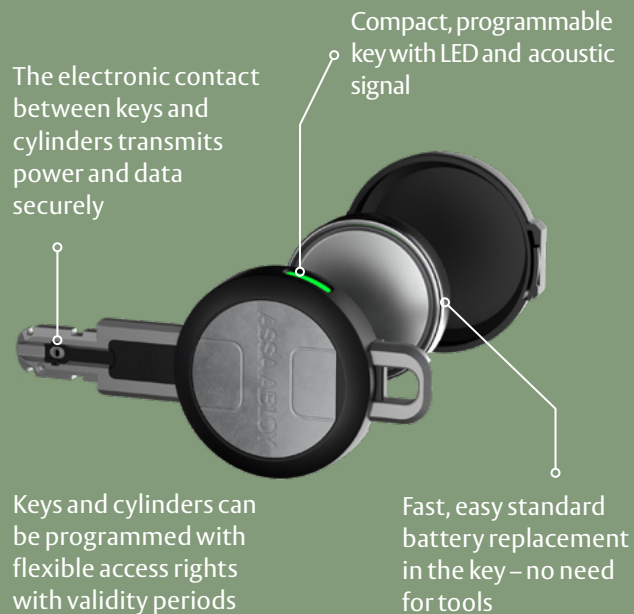 Compact, programmable
key with LED and acoustic
signal
The electronic contact
between keys and
cylinders transmits
power and data
securely
ASSA ABLOY
Keys and cylinders can
be programmed with
flexible access rights
with validity periods
Fast, easy standard
battery replacement
in the key – no need
for tools